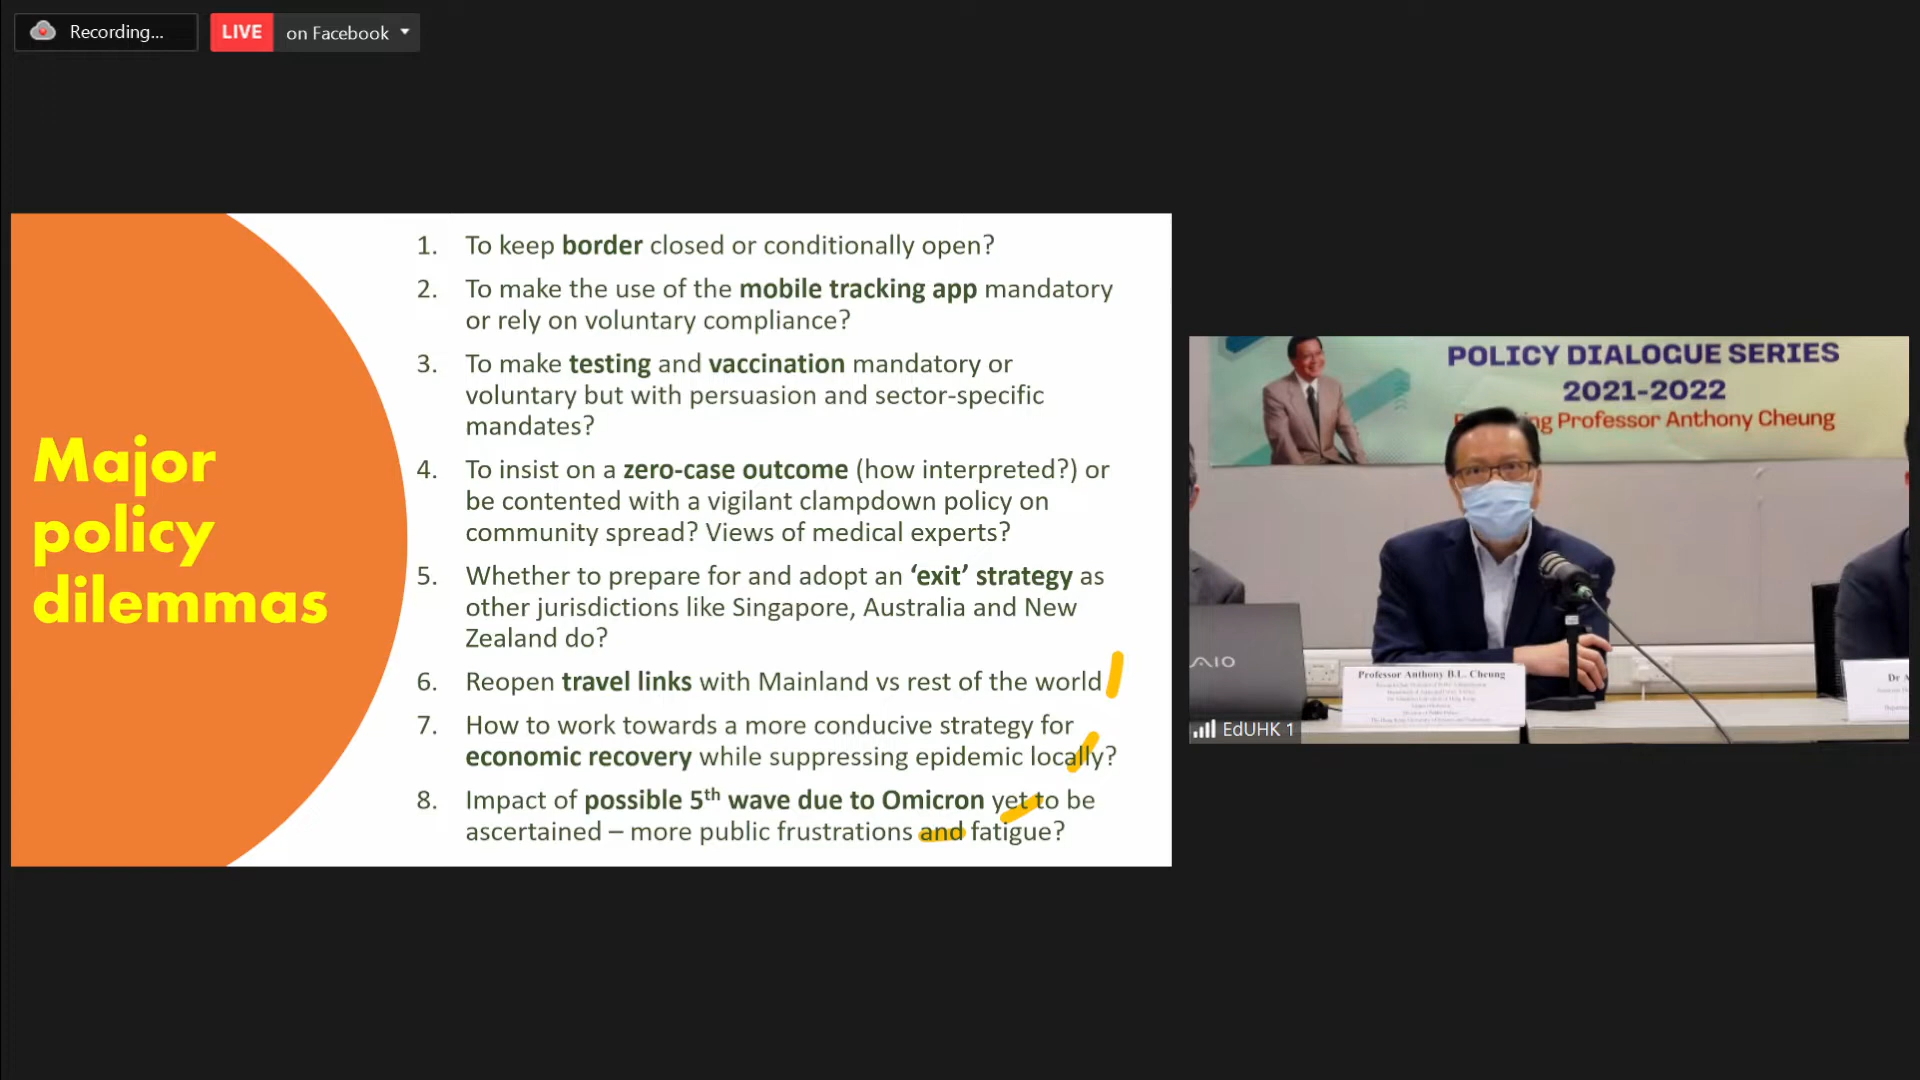 Recording...
LIVE on Facebook
Major
policy
dilemmas
1. To keep border closed or conditionally open?
2. To make the use of the mobile tracking app mandatory
or rely on voluntary compliance?
3. To make testing and vaccination mandatory or
voluntary but with persuasion and sector-specific
mandates?
4. To insist on a zero-case outcome (how interpreted?) or
be contented with a vigilant clampdown policy on
community spread? Views of medical experts?
5. Whether to prepare for and adopt an ‘exit’ strategy as
other jurisdictions like Singapore, Australia and New
Zealand do?
6. Reopen travel links with Mainland vs rest of the world
7. How to work towards a more conducive strategy for
economic recovery while suppressing epidemic locally?
8. Impact of possible 5th wave due to Omicron yet to be
ascertained – more public frustrations and fatigue?
POLICY DIALOGUE SERIES
2021-2022
ng Professor Anthony Cheung
AIO
Professor Anthony B.L. Cheung
Dr A
EdUHK 1